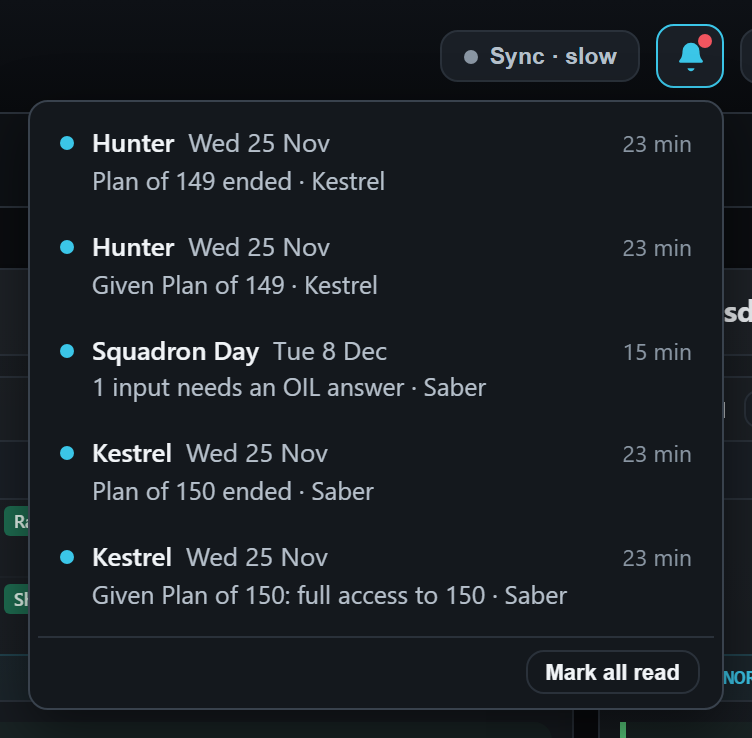 Sync · slow
Hunter Wed 25 Nov 23 min
Plan of 149 ended · Kestrel
Hunter Wed 25 Nov 23 min
Given Plan of 149 · Kestrel
Squadron Day Tue 8 Dec 15 min
1 input needs an OIL answer · Saber
Kestrel Wed 25 Nov 23 min
Plan of 150 ended · Saber
Kestrel Wed 25 Nov 23 min
Given Plan of 150: full access to 150 · Saber
Mark all read